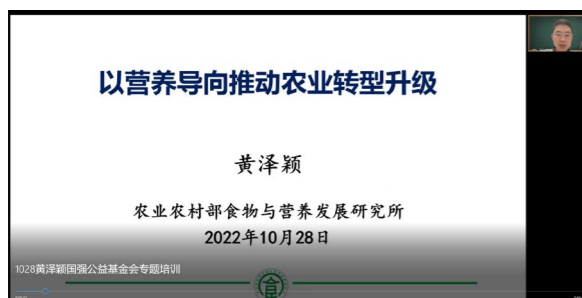 以营养导向推动农业转型升级
黄泽颖
农业农村部食物与营养发展研究所
2022年10月28日
1028黄泽颖国强公益基金会专题培训